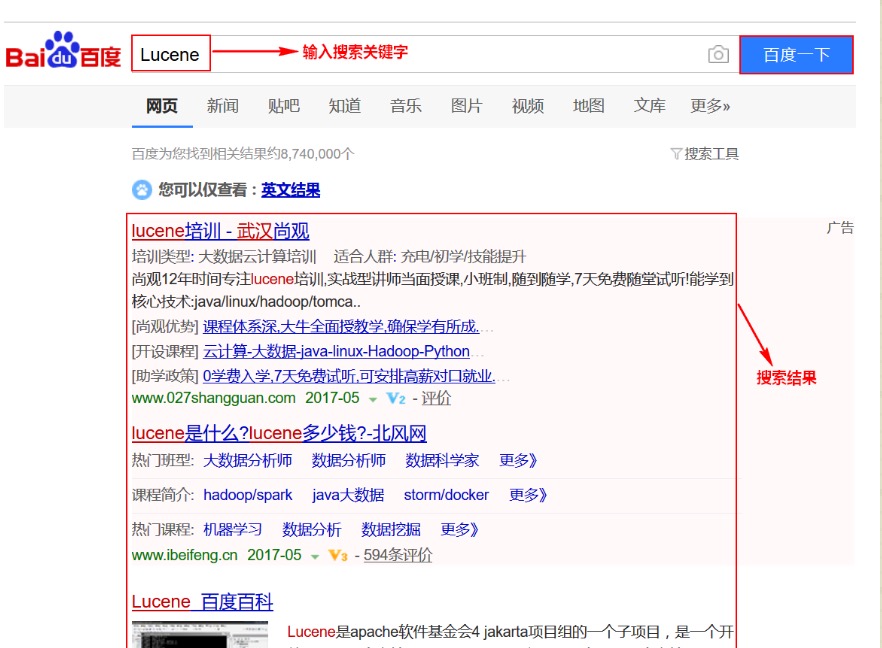 Bai du 百度 Lucene 输入搜索关键字 百度一下
网页 新闻 贴吧 知道 音乐 图片 视频 地图 文库 更多»
百度为您找到相关结果约8,740,000个 搜索工具
您可以仅查看：英文结果
lucene培训 - 武汉尚观 广告
培训类型: 大数据云计算培训 适合人群: 充电/初学/技能提升
尚观12年时间专注lucene培训,实战型讲师当面授课,小班制,随到随学,7天免费随堂试听!能学到
核心技术:java/linux/hadoop/tomca..
[尚观优势] 课程体系深,大牛全面授教学,确保学有所成....
[开设课程] 云计算-大数据-java-linux-Hadoop-Python...
[助学政策] 0学费入学,7天免费试听,可安排高薪对口就业....
搜索结果
www.027shangguan.com 2017-05 V2 - 评价
lucene是什么?lucene多少钱?-北风网
热门班型: 大数据分析师 数据分析师 数据科学家 更多》
课程简介: hadoop/spark java大数据 storm/docker 更多》
热门课程: 机器学习 数据分析 数据挖掘 更多》
www.ibeifeng.cn 2017-05 V3 - 594条评价
Lucene_百度百科
Lucene是apache软件基金会4 jakarta项目组的一个子项目，是一个开